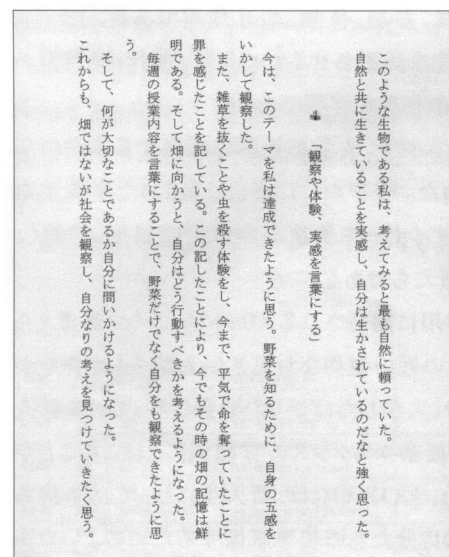 このような生物である私は、考えてみると最も自然に頼っていた。
自然と共に生きていることを実感し、自分は生かされているのだなと強く思った。
「観察や体験、実感を言葉にする」
今は、このテーマを私は達成できたように思う。野菜を知るために、自身の五感を
いかして観察した。
また、雑草を抜くことや虫を殺す体験をし、今まで、平気で命を奪っていたことに
罪を感じたことを記している。この記したことにより、今でもその時の畑の記憶は鮮
明である。そして畑に向かうと、自分はどう行動すべきかを考えるようになった。
毎週の授業内容を言葉にすることで、野菜だけでなく自分をも観察できたように思
う。
そして、何が大切なことであるか自分に問いかけるようになった。
これからも、畑ではないが社会を観察し、自分なりの考えを見つけていきたく思う。